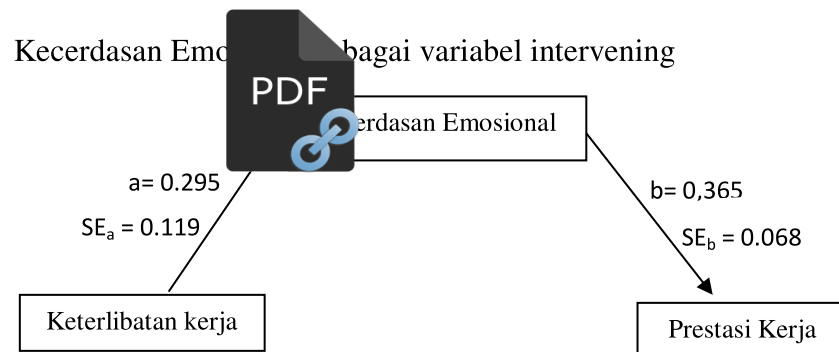 Kecerdasan Emo bagai variabel intervening
PDF
erdasan Emosional
a= 0.295
b= 0,365
SEa = 0.119
SEb = 0.068
Keterlibatan kerja
Prestasi Kerja